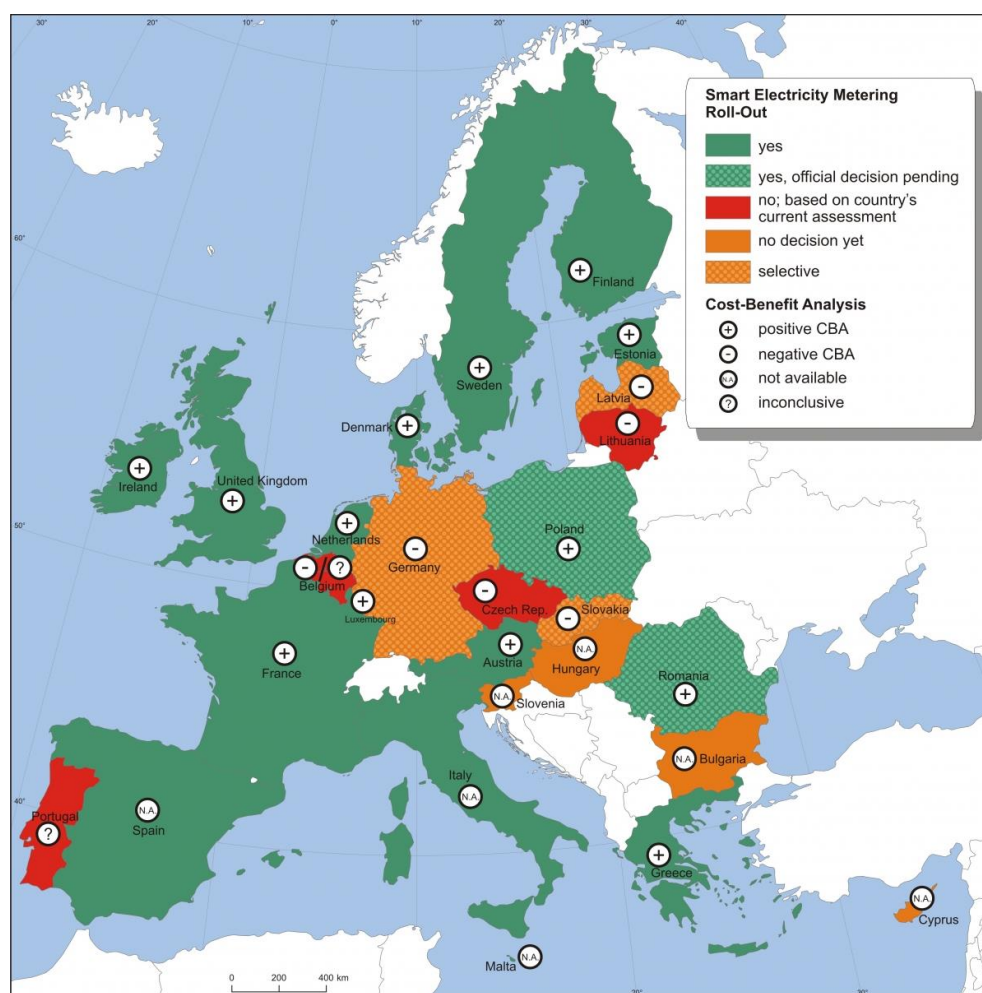 30°
20°
10°
0°
10°
20°
30°
40°
60°
50°
40°
20°
30°
Smart Electricity Metering
Roll-Out
yes
yes, official decision pending
no; based on country's
current assessment
no decision yet
selective
Cost-Benefit Analysis
+ positive CBA
- negative CBA
N.A. not available
? inconclusive
+
Finland
+
Estonia
+
Sweden
-
Latvia
-
Lithuania
Denmark +
+
Ireland
United Kingdom
+
+
Netherlands
-
Germany
+
Poland
- / ?
Belgium
+
Luxembourg
-
Czech Rep.
-
Slovakia
+
Austria
N.A.
Hungary
+
France
N.A.
Slovenia
Romania
+
N.A. Bulgaria
Italy
N.A.
N.A.
Spain
Portugal
?
+
Greece
N.A.
Cyprus
Malta N.A.
0 200 400 km